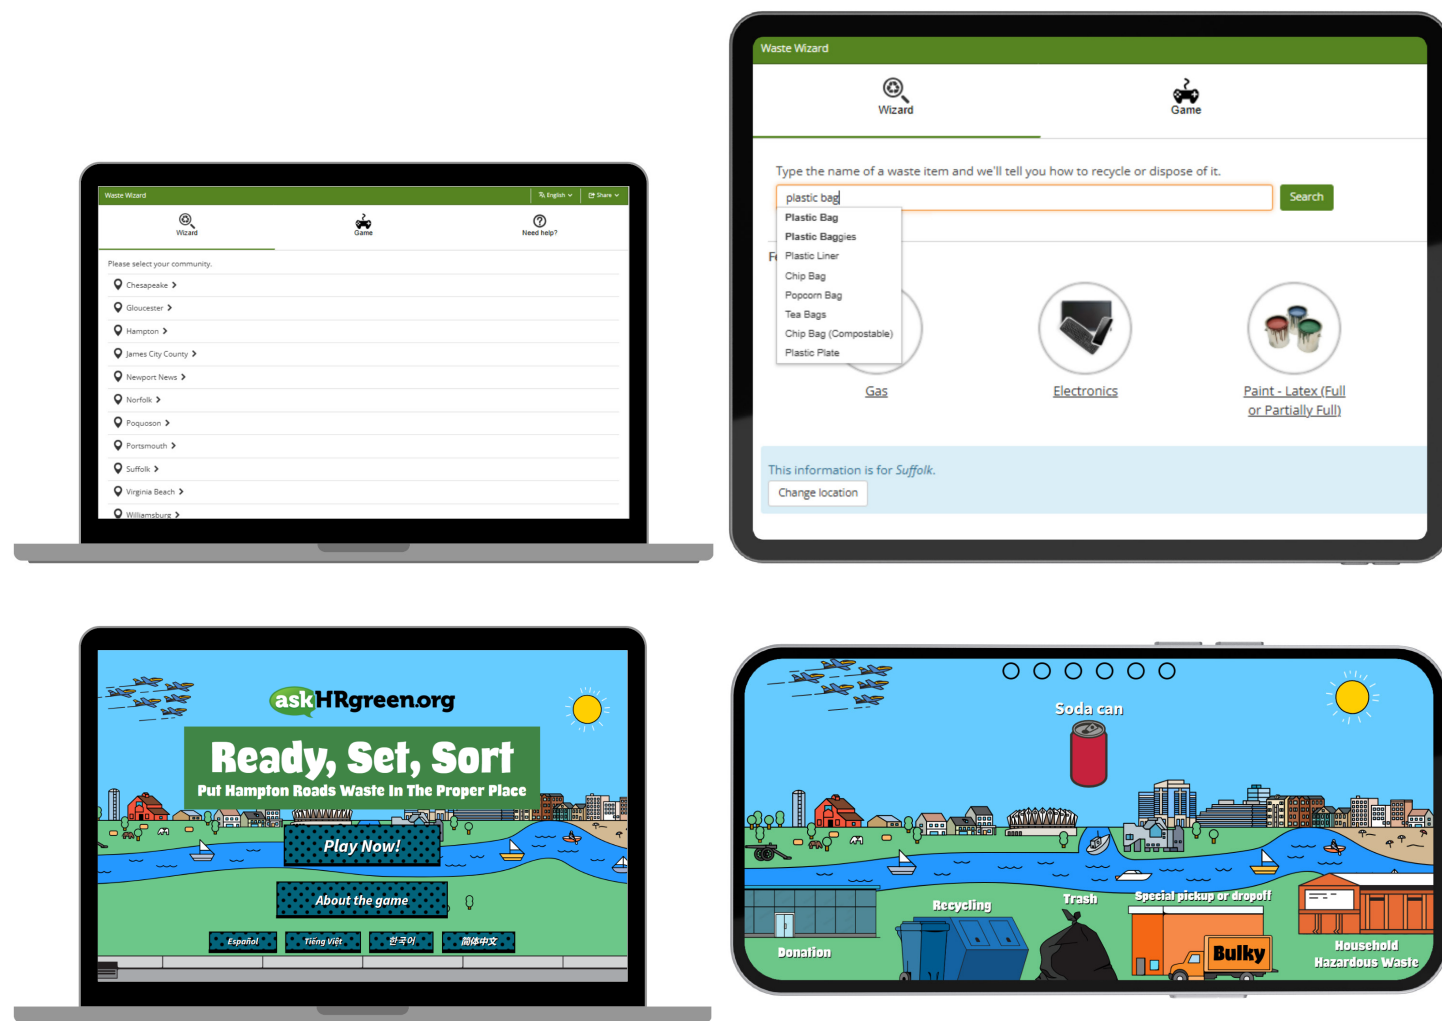 Waste Wizard
English
Share
Wizard
Game
Need help?
Please select your community.
Chesapeake
Gloucester
Hampton
James City County
Newport News
Norfolk
Poquoson
Portsmouth
Suffolk
Virginia Beach
Williamsburg
Waste Wizard
Wizard
Game
Type the name of a waste item and we'll tell you how to recycle or dispose of it.
plastic bag
Search
Plastic Bag
Plastic Baggies
Plastic Liner
Chip Bag
Popcorn Bag
Tea Bags
Chip Bag (Compostable)
Plastic Plate
Gas
Electronics
Paint - Latex (Full
or Partially Full)
This information is for Suffolk.
Change location
askHRgreen.org
Ready, Set, Sort
Put Hampton Roads Waste In The Proper Place
Play Now!
About the game
Español
Tiếng Việt
한국어
简体中文
Soda can
Donation
Recycling
Trash
Special pickup or dropoff
Bulky
Household
Hazardous Waste